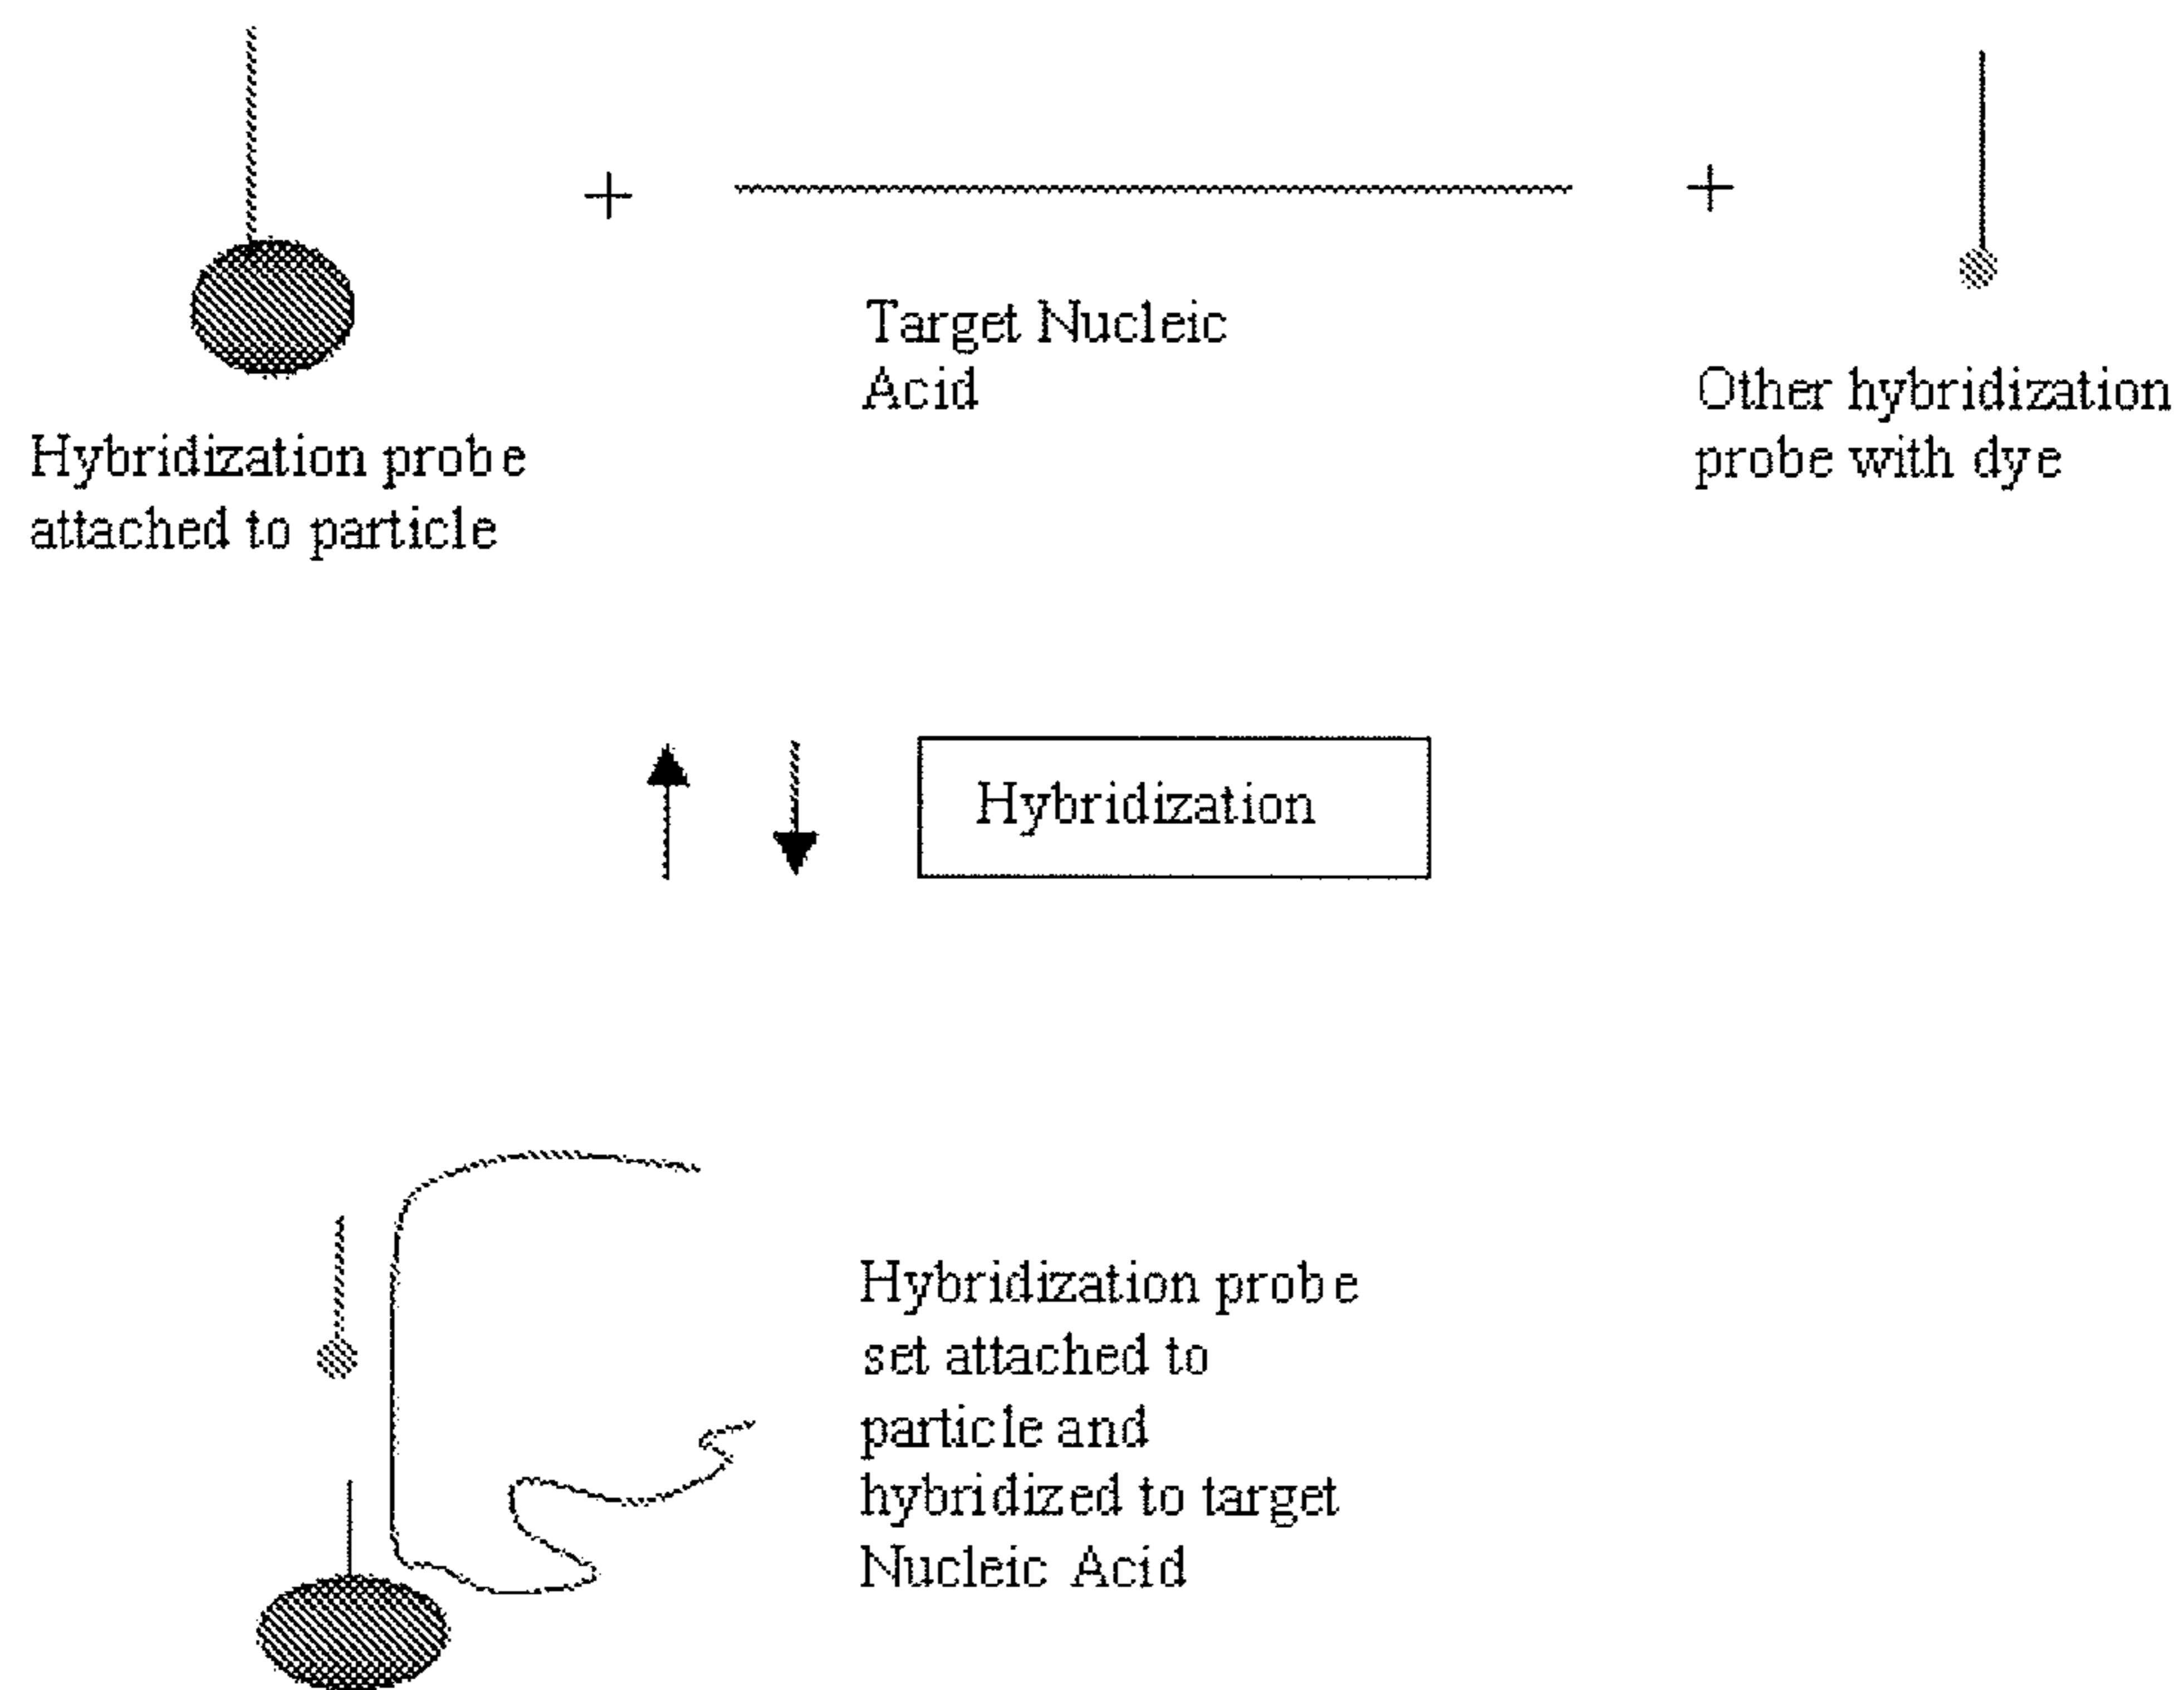 +
+
Target Nucleic
Acid
Other hybridization
probe with dye
Hybridization probe
attached to particle
Hybridization
Hybridization probe
set attached to
particle and
hybridized to target
Nucleic Acid